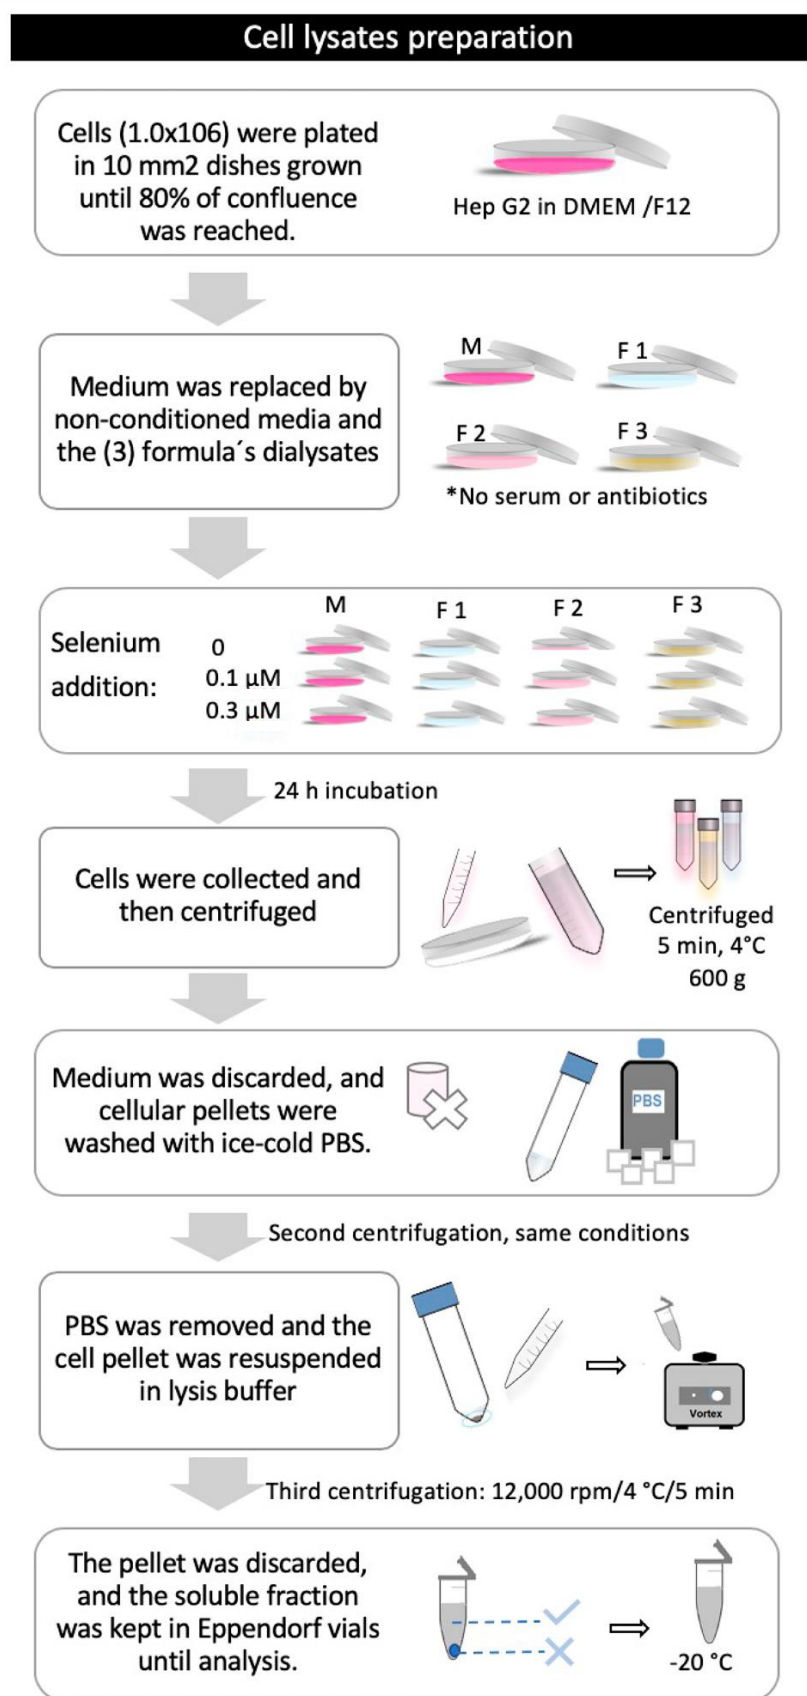 Cell lysates preparation
Cells (1.0x106) were plated
in 10 mm2 dishes grown
until 80% of confluence
was reached.
Hep G2 in DMEM /F12
Medium was replaced by
non-conditioned media and
the (3) formula´s dialysates
M
F 1
F 2
F 3
*No serum or antibiotics
Selenium
addition:
M
F 1
F 2
F 3
0
0.1 µM
0.3 µM
24 h incubation
Cells were collected and
then centrifuged
Centrifuged
5 min, 4°C
600 g
Medium was discarded, and
cellular pellets were
washed with ice-cold PBS.
PBS
Second centrifugation, same conditions
PBS was removed and the
cell pellet was resuspended
in lysis buffer
Vortex
Third centrifugation: 12,000 rpm/4 °C/5 min
The pellet was discarded,
and the soluble fraction
was kept in Eppendorf vials
until analysis.
-20 °C